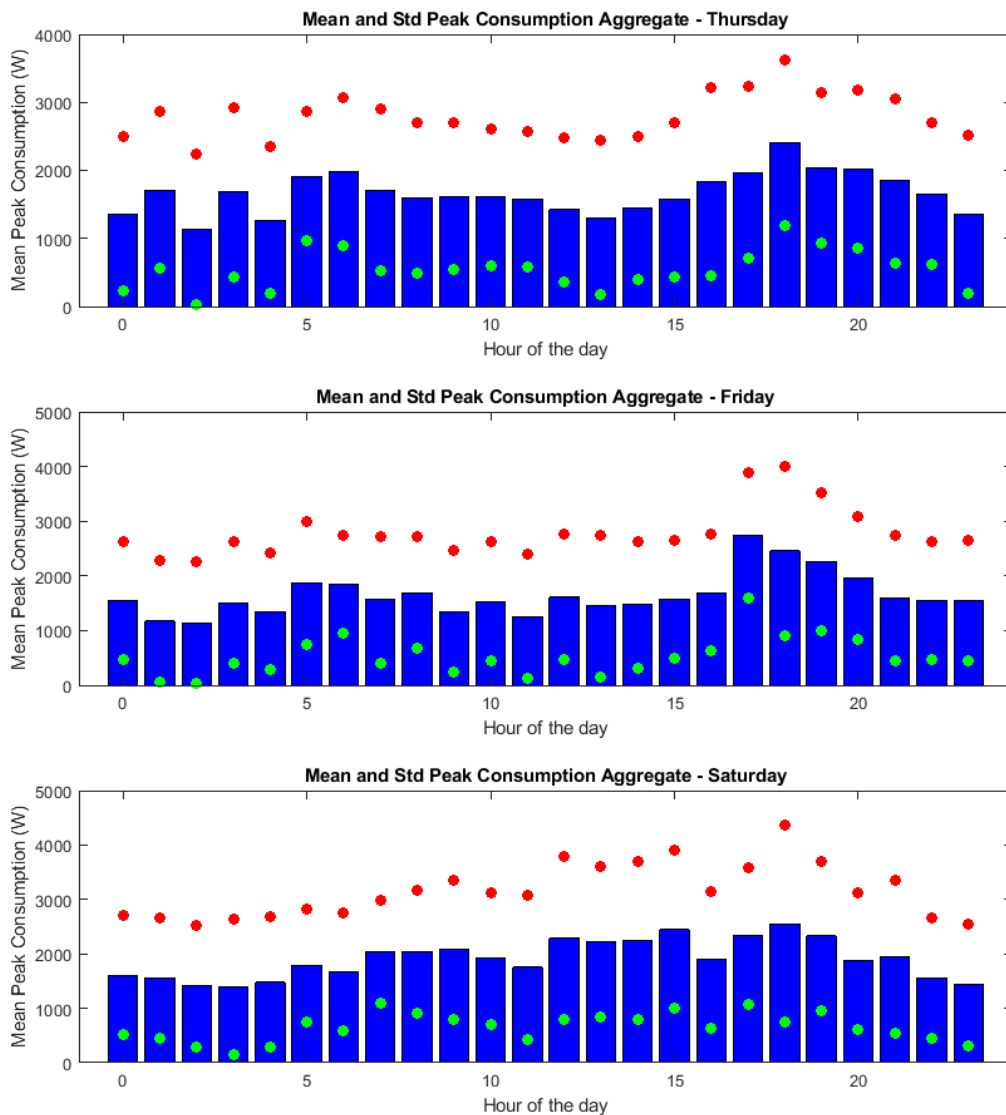 Mean and Std Peak Consumption Aggregate - Thursday
Mean Peak Consumption (W)
4000
3000
2000
1000
0
0 5 10 15 20
Hour of the day
Mean and Std Peak Consumption Aggregate - Friday
Mean Peak Consumption (W)
5000
4000
3000
2000
1000
0
0 5 10 15 20
Hour of the day
Mean and Std Peak Consumption Aggregate - Saturday
Mean Peak Consumption (W)
5000
4000
3000
2000
1000
0
0 5 10 15 20
Hour of the day